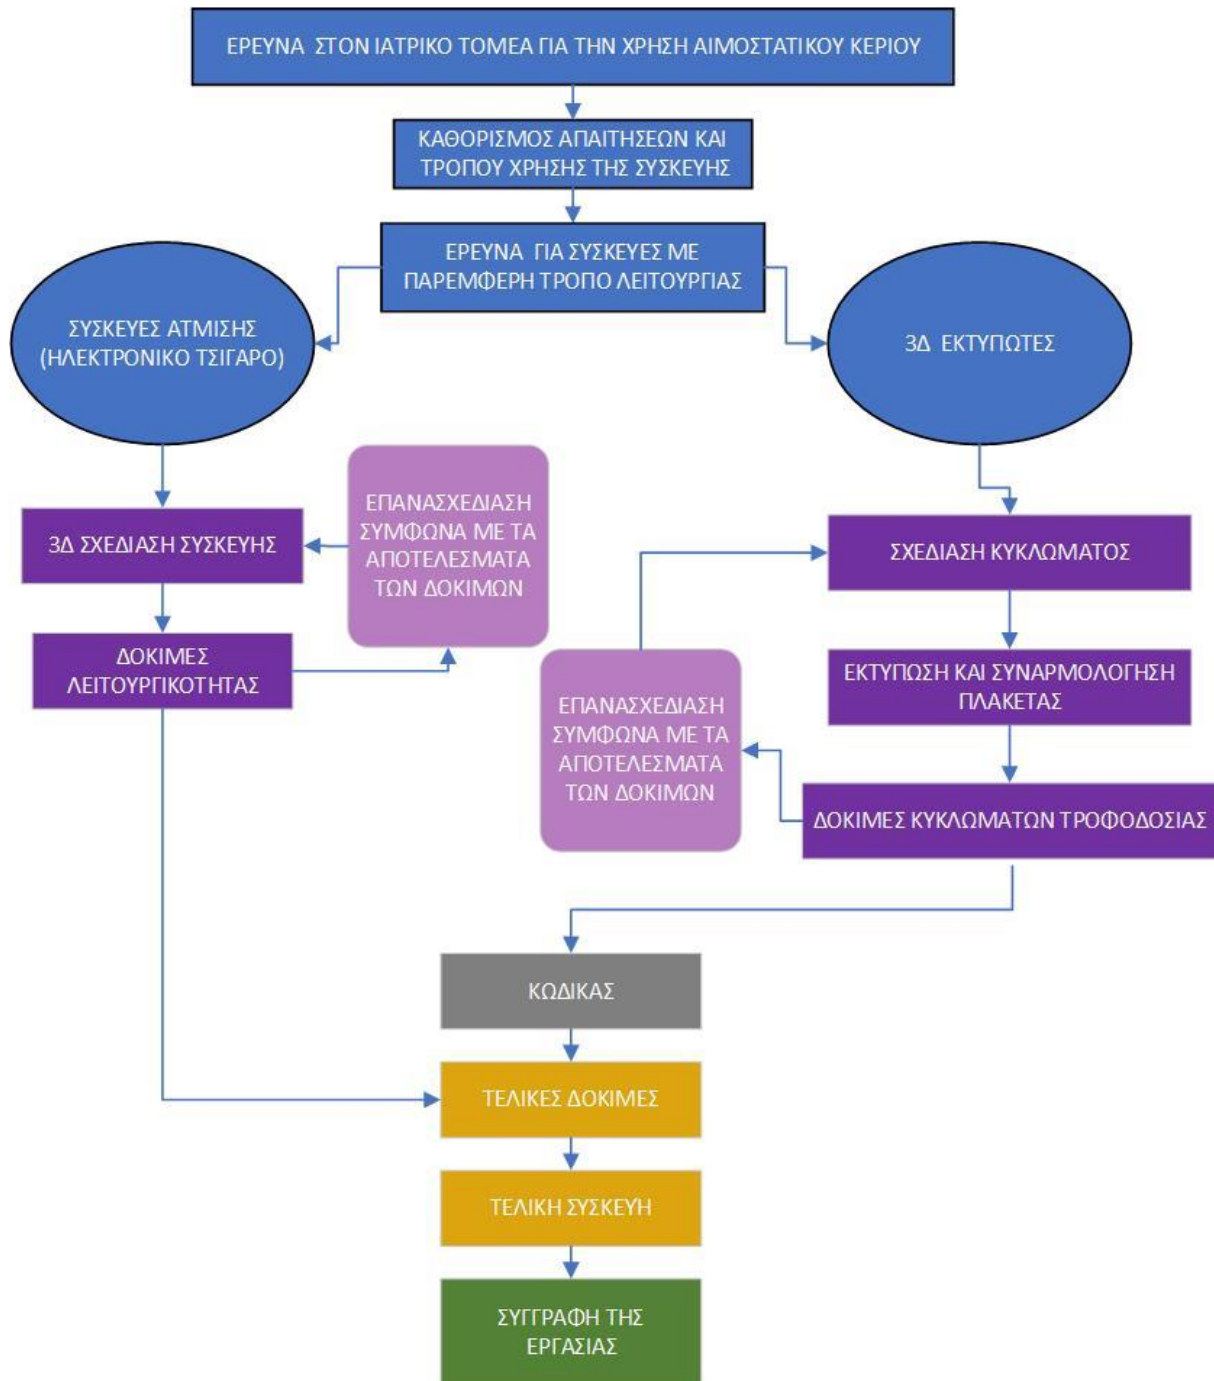 ΕΡΕΥΝΑ ΣΤΟΝ ΙΑΤΡΙΚΟ ΤΟΜΕΑ ΓΙΑ ΤΗΝ ΧΡΗΣΗ ΑΙΜΟΣΤΑΤΙΚΟΥ ΚΕΡΙΟΥ
ΚΑΘΟΡΙΣΜΟΣ ΑΠΑΙΤΗΣΕΩΝ ΚΑΙ
ΤΡΟΠΟΥ ΧΡΗΣΗΣ ΤΗΣ ΣΥΣΚΕΥΗΣ
ΕΡΕΥΝΑ ΓΙΑ ΣΥΣΚΕΥΕΣ ΜΕ
ΠΑΡΕΜΦΕΡΗ ΤΡΟΠΟ ΛΕΙΤΟΥΡΓΙΑΣ
ΣΥΣΚΕΥΕΣ ΑΤΜΙΣΗΣ
(ΗΛΕΚΤΡΟΝΙΚΟ ΤΣΙΓΑΡΟ)
3Δ ΕΚΤΥΠΩΤΕΣ
ΕΠΑΝΑΣΧΕΔΙΑΣΗ
ΣΥΜΦΩΝΑ ΜΕ ΤΑ
ΑΠΟΤΕΛΕΣΜΑΤΑ
ΤΩΝ ΔΟΚΙΜΩΝ
3Δ ΣΧΕΔΙΑΣΗ ΣΥΣΚΕΥΗΣ
ΣΧΕΔΙΑΣΗ ΚΥΚΛΩΜΑΤΟΣ
ΔΟΚΙΜΕΣ
ΛΕΙΤΟΥΡΓΙΚΟΤΗΤΑΣ
ΕΚΤΥΠΩΣΗ ΚΑΙ ΣΥΝΑΡΜΟΛΟΓΗΣΗ
ΠΛΑΚΕΤΑΣ
ΕΠΑΝΑΣΧΕΔΙΑΣΗ
ΣΥΜΦΩΝΑ ΜΕ ΤΑ
ΑΠΟΤΕΛΕΣΜΑΤΑ
ΤΩΝ ΔΟΚΙΜΩΝ
ΔΟΚΙΜΕΣ ΚΥΚΛΩΜΑΤΩΝ ΤΡΟΦΟΔΟΣΙΑΣ
ΚΩΔΙΚΑΣ
ΤΕΛΙΚΕΣ ΔΟΚΙΜΕΣ
ΤΕΛΙΚΗ ΣΥΣΚΕΥΉ
ΣΥΓΓΡΑΦΗ ΤΗΣ
ΕΡΓΑΣΙΑΣ